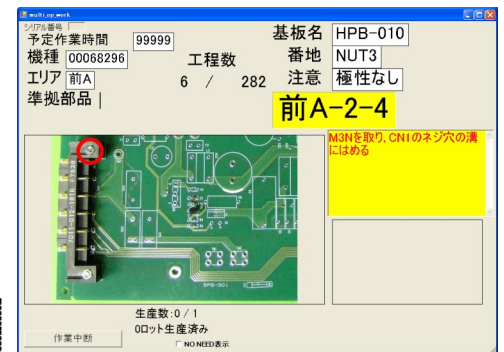 multi_op_work
シリアル番号
予定作業時間 99999
機種 00068296
エリア 前A
準拠部品
工程数
6 / 282
基板名 HPB-010
番地 NUT3
注意 極性なし
前A-2-4
M3Nを取り、CN1のネジ穴の溝
にはめる
BPB-001
生産数:0 / 1
0ロット生産済み
作業中断
NO NEED表示